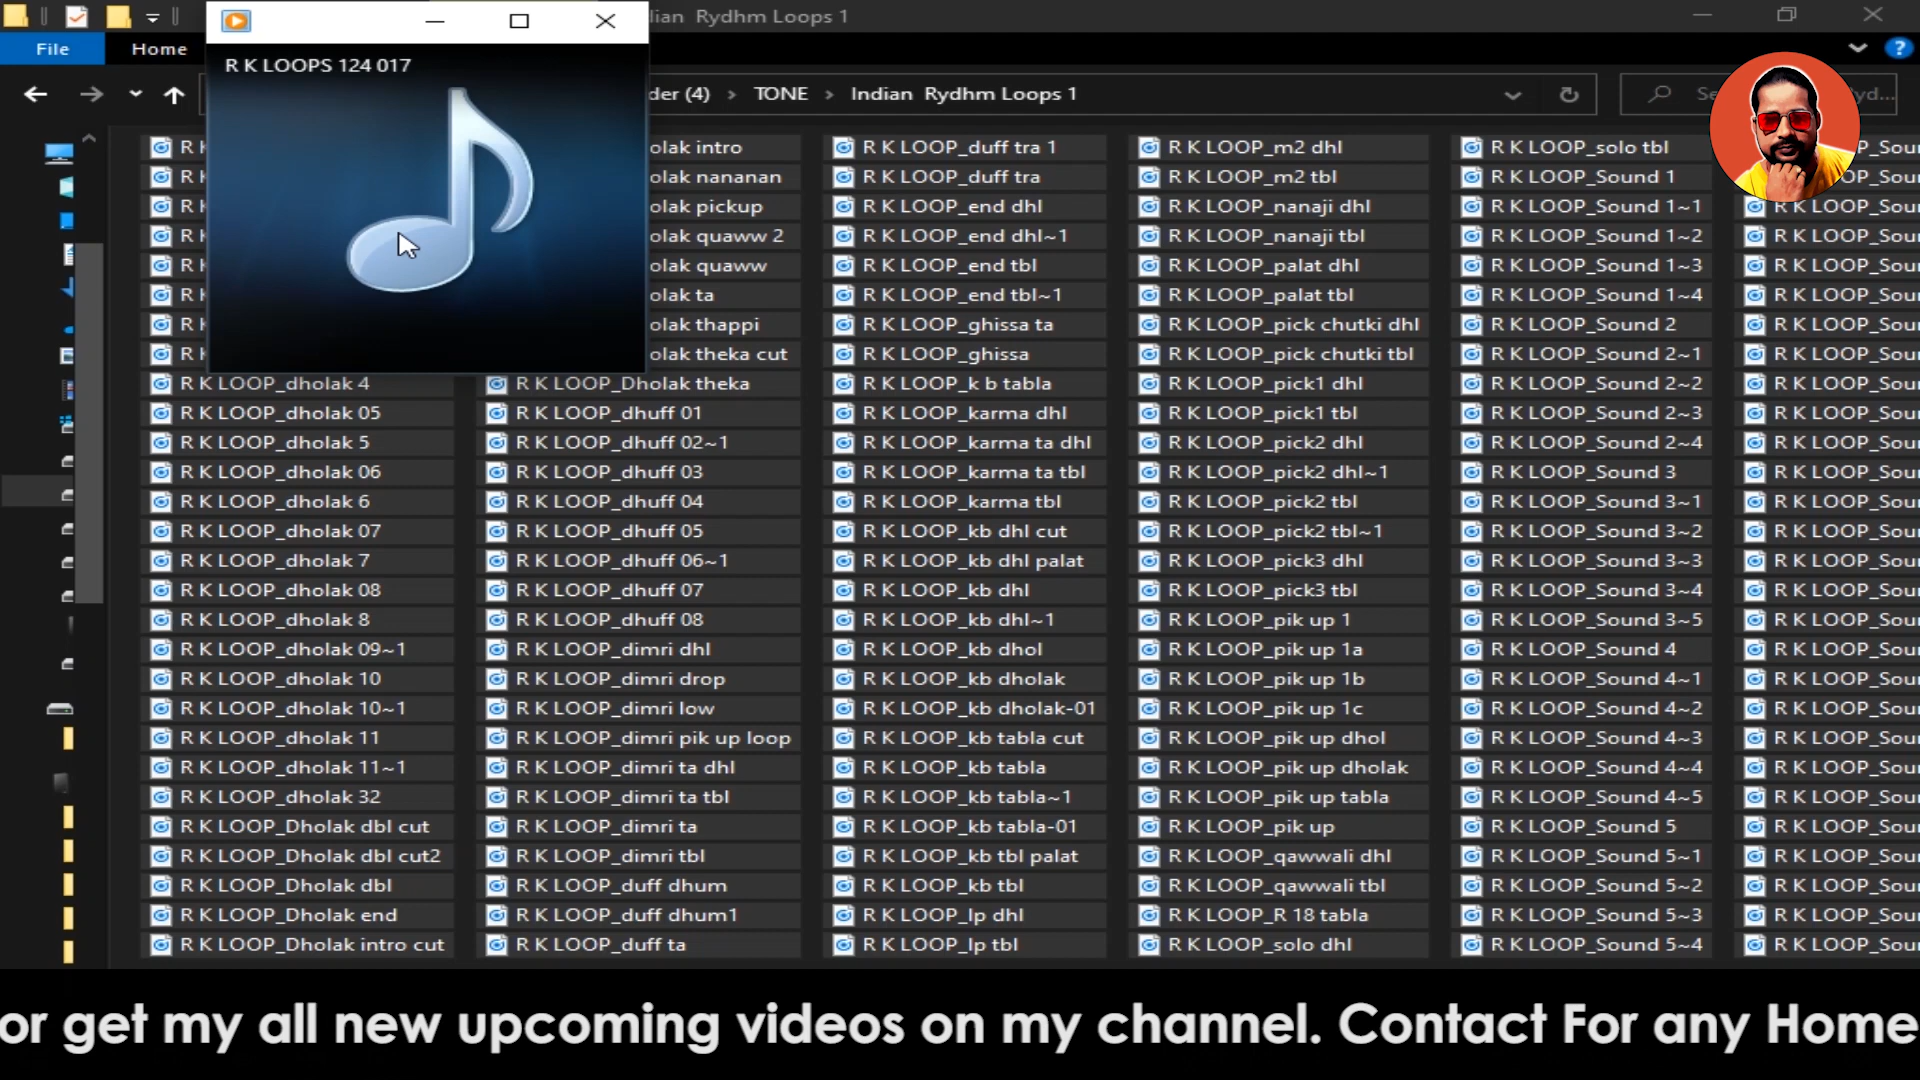 dian Rydhm Loops 1
File Home
R K LOOPS 124 017
der (4) > TONE > Indian Rydhm Loops 1
olak intro
olak nananan
olak pickup
olak quaww 2
olak quaww
olak ta
olak thappi
olak theka cut
R K LOOP_dholak 4
R K LOOP_dholak 05
R K LOOP_dholak 5
R K LOOP_dholak 06
R K LOOP_dholak 6
R K LOOP_dholak 07
R K LOOP_dholak 7
R K LOOP_dholak 08
R K LOOP_dholak 8
R K LOOP_dholak 09~1
R K LOOP_dholak 10
R K LOOP_dholak 10~1
R K LOOP_dholak 11
R K LOOP_dholak 11~1
R K LOOP_dholak 32
R K LOOP_Dholak dbl cut
R K LOOP_Dholak dbl cut2
R K LOOP_Dholak dbl
R K LOOP_Dholak end
R K LOOP_Dholak intro cut
R K LOOP_Dholak theka
R K LOOP_dhuff 01
R K LOOP_dhuff 02~1
R K LOOP_dhuff 03
R K LOOP_dhuff 04
R K LOOP_dhuff 05
R K LOOP_dhuff 06~1
R K LOOP_dhuff 07
R K LOOP_dhuff 08
R K LOOP_dimri dhl
R K LOOP_dimri drop
R K LOOP_dimri low
R K LOOP_dimri pik up loop
R K LOOP_dimri ta dhl
R K LOOP_dimri ta tbl
R K LOOP_dimri ta
R K LOOP_dimri tbl
R K LOOP_duff dhum
R K LOOP_duff dhum1
R K LOOP_duff ta
R K LOOP_duff tra 1
R K LOOP_duff tra
R K LOOP_end dhl
R K LOOP_end dhl~1
R K LOOP_end tbl
R K LOOP_end tbl~1
R K LOOP_ghissa ta
R K LOOP_ghissa
R K LOOP_k b tabla
R K LOOP_karma dhl
R K LOOP_karma ta dhl
R K LOOP_karma ta tbl
R K LOOP_karma tbl
R K LOOP_kb dhl cut
R K LOOP_kb dhl palat
R K LOOP_kb dhl
R K LOOP_kb dhl~1
R K LOOP_kb dhol
R K LOOP_kb dholak
R K LOOP_kb dholak-01
R K LOOP_kb tabla cut
R K LOOP_kb tabla
R K LOOP_kb tabla~1
R K LOOP_kb tabla-01
R K LOOP_kb tbl palat
R K LOOP_kb tbl
R K LOOP_lp dhl
R K LOOP_lp tbl
R K LOOP_m2 dhl
R K LOOP_m2 tbl
R K LOOP_nanaji dhl
R K LOOP_nanaji tbl
R K LOOP_palat dhl
R K LOOP_palat tbl
R K LOOP_pick chutki dhl
R K LOOP_pick chutki tbl
R K LOOP_pick1 dhl
R K LOOP_pick1 tbl
R K LOOP_pick2 dhl
R K LOOP_pick2 dhl~1
R K LOOP_pick2 tbl
R K LOOP_pick2 tbl~1
R K LOOP_pick3 dhl
R K LOOP_pick3 tbl
R K LOOP_pik up 1
R K LOOP_pik up 1a
R K LOOP_pik up 1b
R K LOOP_pik up 1c
R K LOOP_pik up dhol
R K LOOP_pik up dholak
R K LOOP_pik up tabla
R K LOOP_pik up
R K LOOP_qawwali dhl
R K LOOP_qawwali tbl
R K LOOP_R 18 tabla
R K LOOP_solo dhl
R K LOOP_solo tbl
R K LOOP_Sound 1
R K LOOP_Sound 1~1
R K LOOP_Sound 1~2
R K LOOP_Sound 1~3
R K LOOP_Sound 1~4
R K LOOP_Sound 2
R K LOOP_Sound 2~1
R K LOOP_Sound 2~2
R K LOOP_Sound 2~3
R K LOOP_Sound 2~4
R K LOOP_Sound 3
R K LOOP_Sound 3~1
R K LOOP_Sound 3~2
R K LOOP_Sound 3~3
R K LOOP_Sound 3~4
R K LOOP_Sound 3~5
R K LOOP_Sound 4
R K LOOP_Sound 4~1
R K LOOP_Sound 4~2
R K LOOP_Sound 4~3
R K LOOP_Sound 4~4
R K LOOP_Sound 4~5
R K LOOP_Sound 5
R K LOOP_Sound 5~1
R K LOOP_Sound 5~2
R K LOOP_Sound 5~3
R K LOOP_Sound 5~4
or get my all new upcoming videos on my channel. Contact For any Home